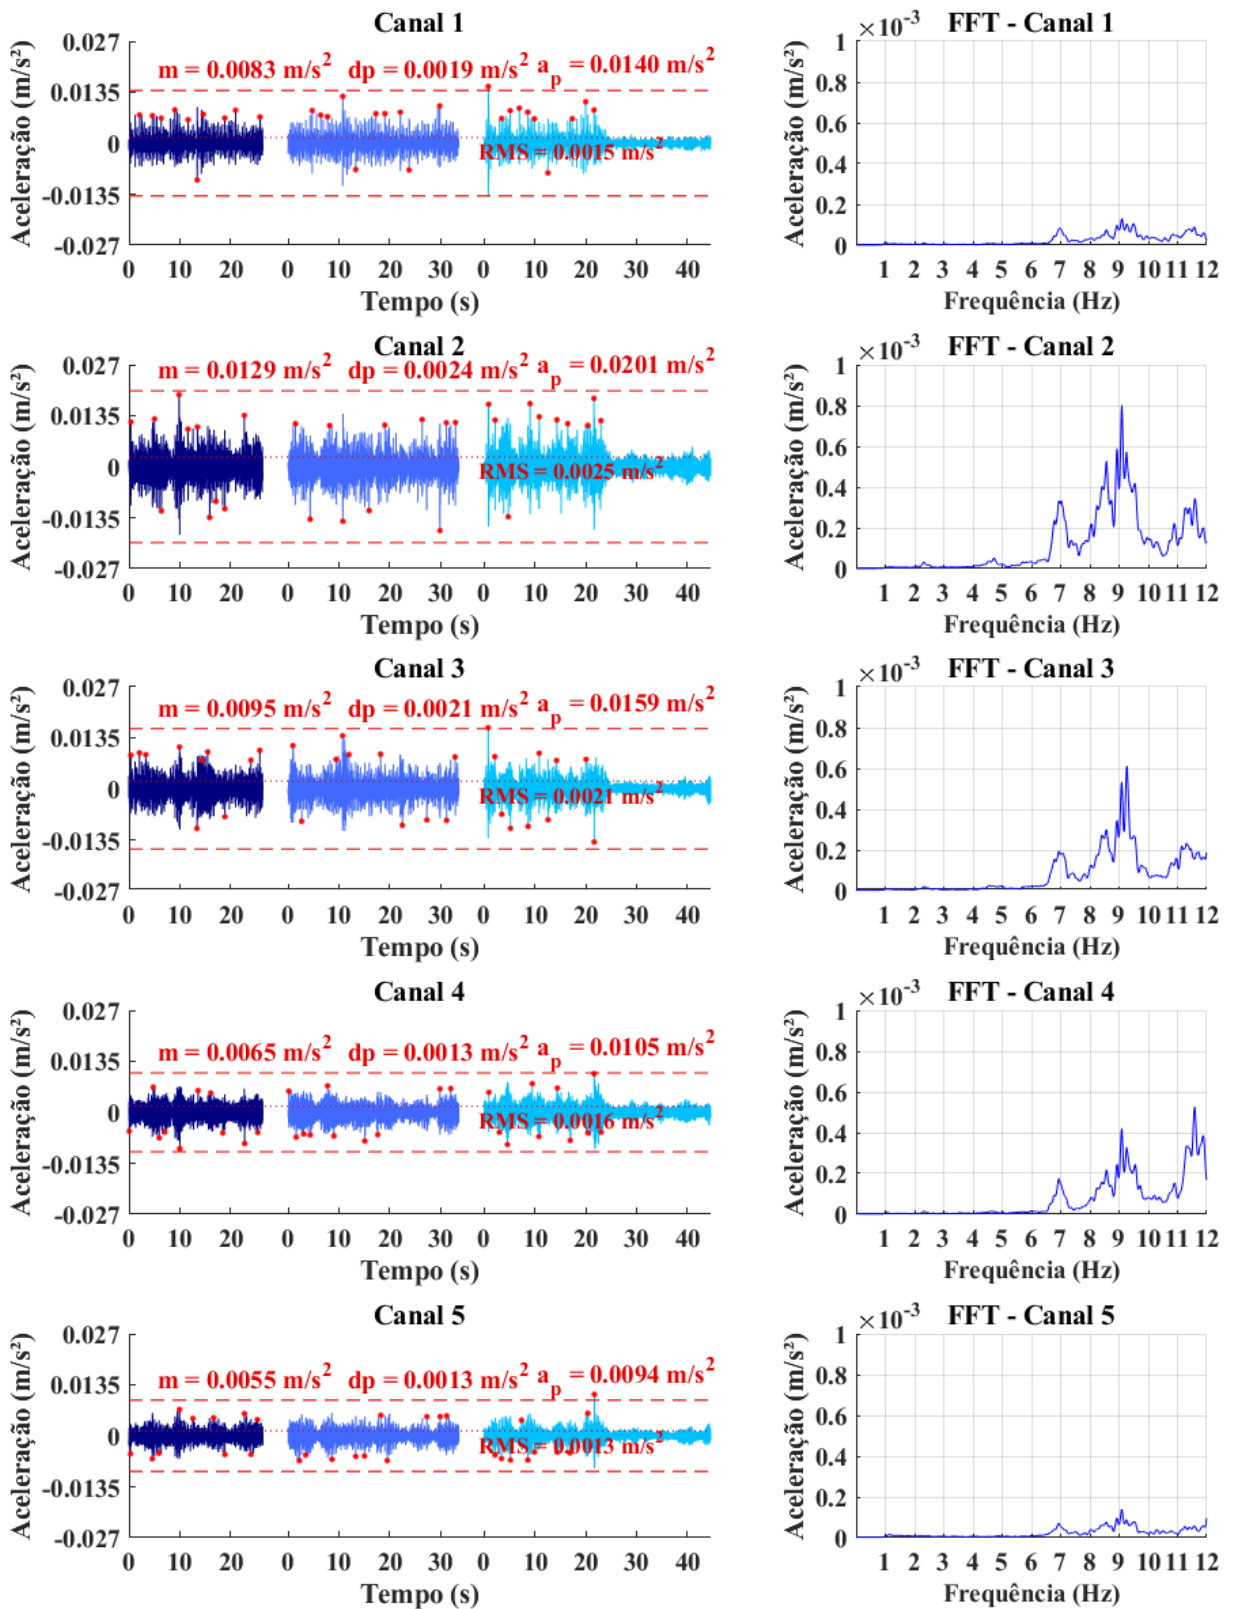 Canal 1
m = 0.0083 m/s² dp = 0.0019 m/s² a_p = 0.0140 m/s²
RMS = 0.0015 m/s²
Aceleração (m/s²)
0.027
0.0135
0
-0.0135
-0.027
0 10 20 0 10 20 30 0 10 20 30 40
Tempo (s)
×10⁻³ FFT - Canal 1
Aceleração (m/s²)
1
0.8
0.6
0.4
0.2
0
1 2 3 4 5 6 7 8 9 10 11 12
Frequência (Hz)
Canal 2
m = 0.0129 m/s² dp = 0.0024 m/s² a_p = 0.0201 m/s²
RMS = 0.0025 m/s²
Aceleração (m/s²)
0.027
0.0135
0
-0.0135
-0.027
0 10 20 0 10 20 30 0 10 20 30 40
Tempo (s)
×10⁻³ FFT - Canal 2
Aceleração (m/s²)
1
0.8
0.6
0.4
0.2
0
1 2 3 4 5 6 7 8 9 10 11 12
Frequência (Hz)
Canal 3
m = 0.0095 m/s² dp = 0.0021 m/s² a_p = 0.0159 m/s²
RMS = 0.0021 m/s²
Aceleração (m/s²)
0.027
0.0135
0
-0.0135
-0.027
0 10 20 0 10 20 30 0 10 20 30 40
Tempo (s)
×10⁻³ FFT - Canal 3
Aceleração (m/s²)
1
0.8
0.6
0.4
0.2
0
1 2 3 4 5 6 7 8 9 10 11 12
Frequência (Hz)
Canal 4
m = 0.0065 m/s² dp = 0.0013 m/s² a_p = 0.0105 m/s²
RMS = 0.0016 m/s²
Aceleração (m/s²)
0.027
0.0135
0
-0.0135
-0.027
0 10 20 0 10 20 30 0 10 20 30 40
Tempo (s)
×10⁻³ FFT - Canal 4
Aceleração (m/s²)
1
0.8
0.6
0.4
0.2
0
1 2 3 4 5 6 7 8 9 10 11 12
Frequência (Hz)
Canal 5
m = 0.0055 m/s² dp = 0.0013 m/s² a_p = 0.0094 m/s²
RMS = 0.0013 m/s²
Aceleração (m/s²)
0.027
0.0135
0
-0.0135
-0.027
0 10 20 0 10 20 30 0 10 20 30 40
Tempo (s)
×10⁻³ FFT - Canal 5
Aceleração (m/s²)
1
0.8
0.6
0.4
0.2
0
1 2 3 4 5 6 7 8 9 10 11 12
Frequência (Hz)